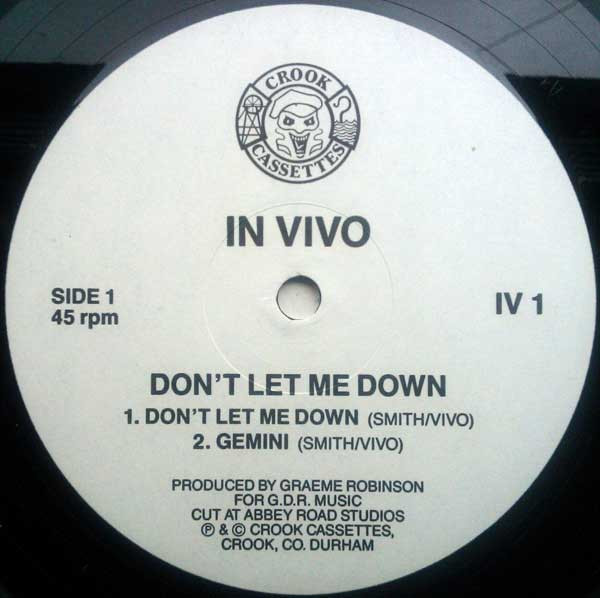 CROOK
CASSETTES
IN VIVO
SIDE 1
45 rpm
IV 1
DON'T LET ME DOWN
1. DON'T LET ME DOWN (SMITH/VIVO)
2. GEMINI (SMITH/VIVO)
PRODUCED BY GRAEME ROBINSON
FOR G.D.R. MUSIC
CUT AT ABBEY ROAD STUDIOS
℗ & © CROOK CASSETTES,
CROOK, CO. DURHAM